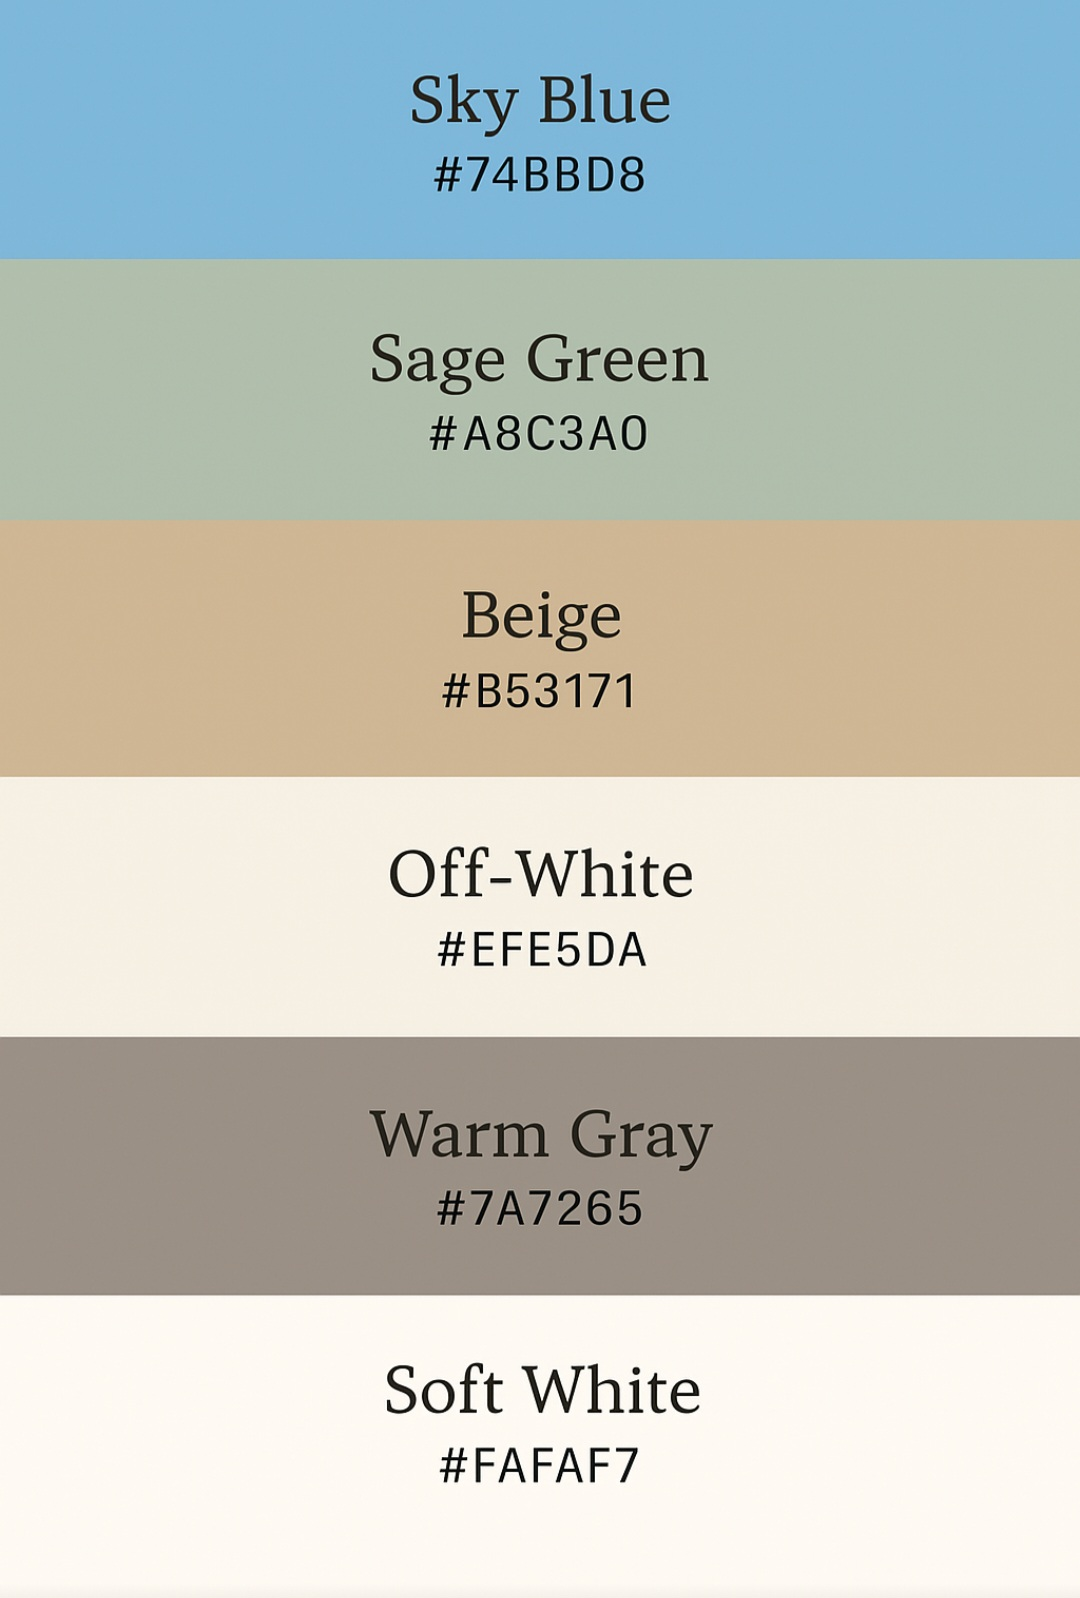 Sky Blue
#74BBD8
Sage Green
#A8C3A0
Beige
#B53171
Off-White
#EFE5DA
Warm Gray
#7A7265
Soft White
#FAFAF7